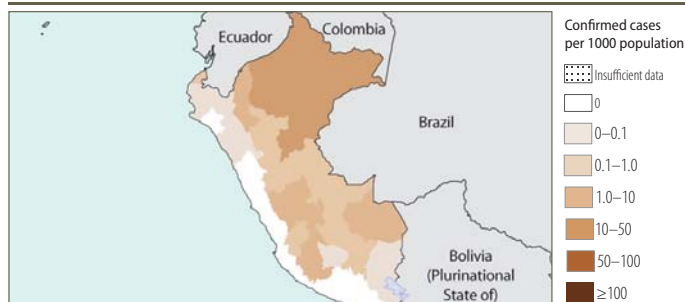 Ecuador
Colombia
Brazil
Bolivia
(Plurinational
State of)
Confirmed cases
per 1000 population
Insufficient data
0
0–0.1
0.1–1.0
1.0–10
10–50
50–100
≥100